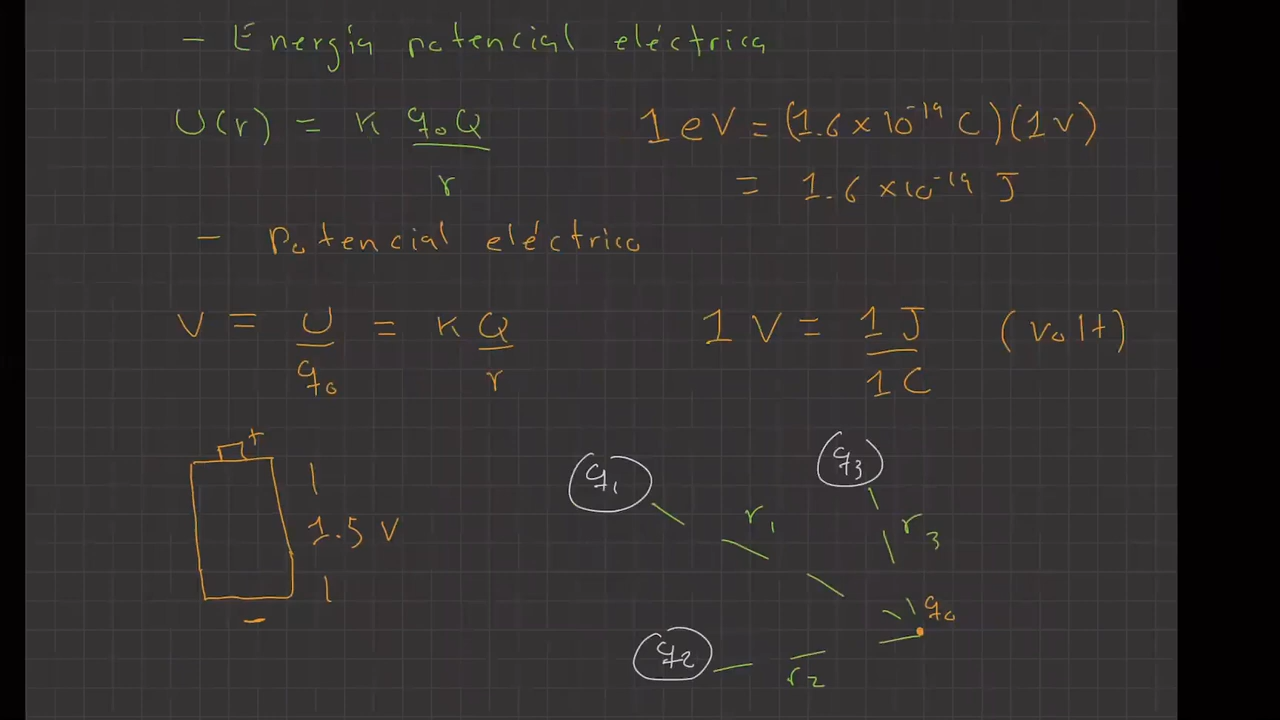 - Energía potencial eléctrica
U(r) = K q₀Q / r
1 eV = (1.6 x 10⁻¹⁹ C)(1 V)
= 1.6 x 10⁻¹⁹ J
- Potencial eléctrico
V = U / q₀ = K Q / r
1 V = 1 J / 1 C (volt)
+
1.5 V
-
q₁
q₃
r₁
r₃
q₀
q₂
r₂